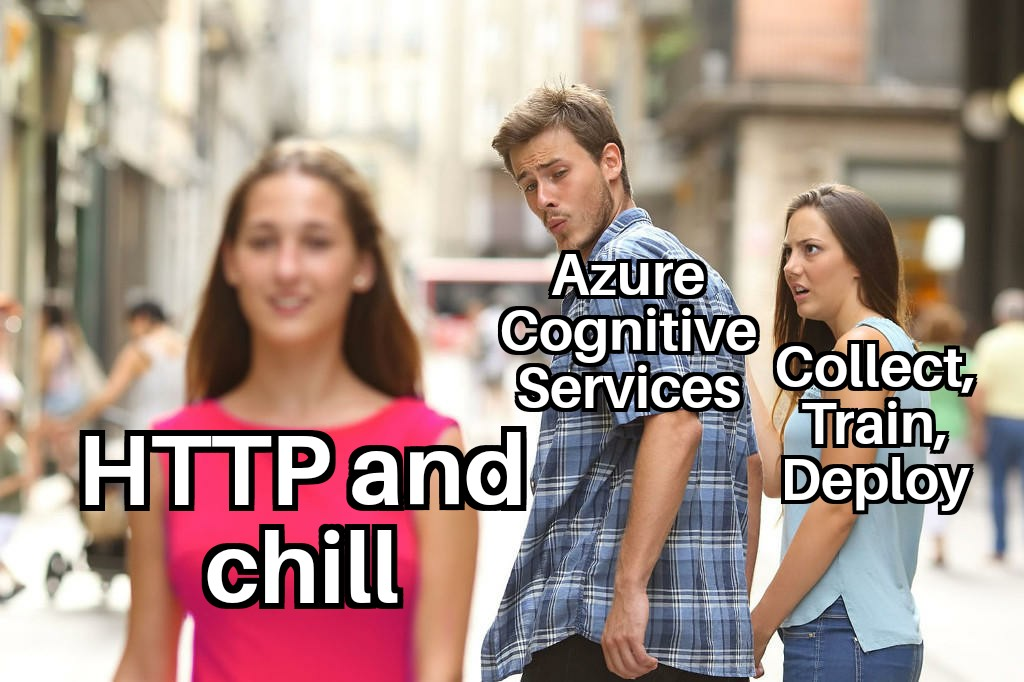 HTTP and
chill
Azure
Cognitive
Services
Collect,
Train,
Deploy